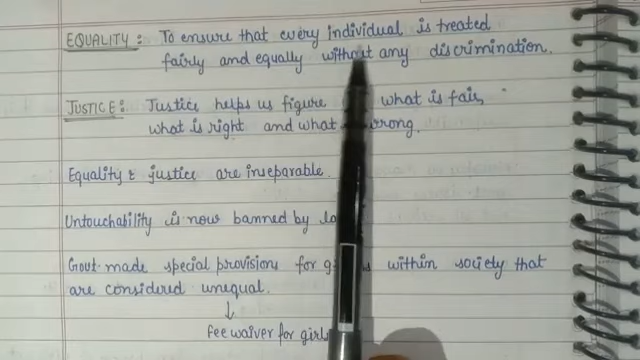 EQUALITY: To ensure that every individual is treated
fairly and equally without any discrimination.
JUSTICE: Justice helps us figure what is fair,
what is right and what wrong.
Equality & justice are inseparable.
Untouchability is now banned by
Govt. made special provisions for within society that
are considered unequal.
↓
Fee waiver for girls